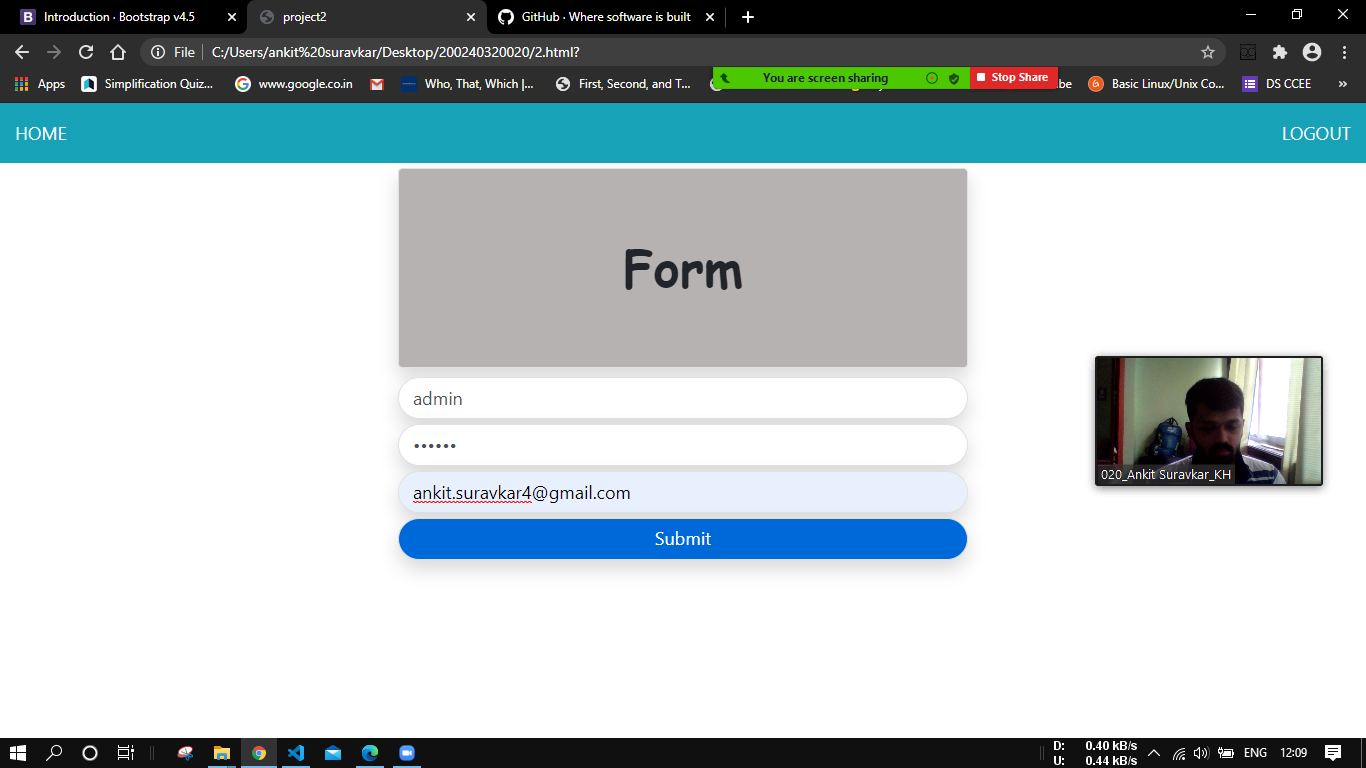 Introduction · Bootstrap v4.5
project2
GitHub · Where software is built
File
C:/Users/ankit%20suravkar/Desktop/200240320020/2.html?
Apps
Simplification Quiz...
www.google.co.in
Who, That, Which |...
First, Second, and T...
You are screen sharing
Stop Share
be
Basic Linux/Unix Co...
DS CCEE
HOME
LOGOUT
Form
admin
••••••
ankit.suravkar4@gmail.com
Submit
020_Ankit Suravkar_KH
D: 0.40 kB/s
U: 0.44 kB/s
ENG
12:09